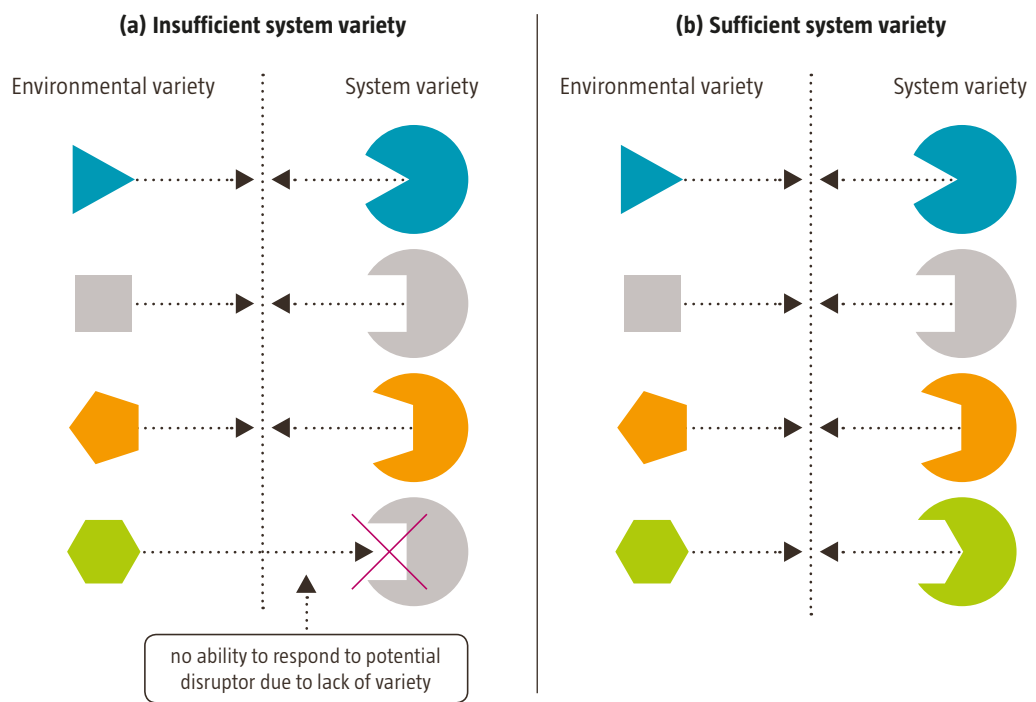 (a) Insufficient system variety
Environmental variety
System variety
no ability to respond to potential
disruptor due to lack of variety
(b) Sufficient system variety
Environmental variety
System variety